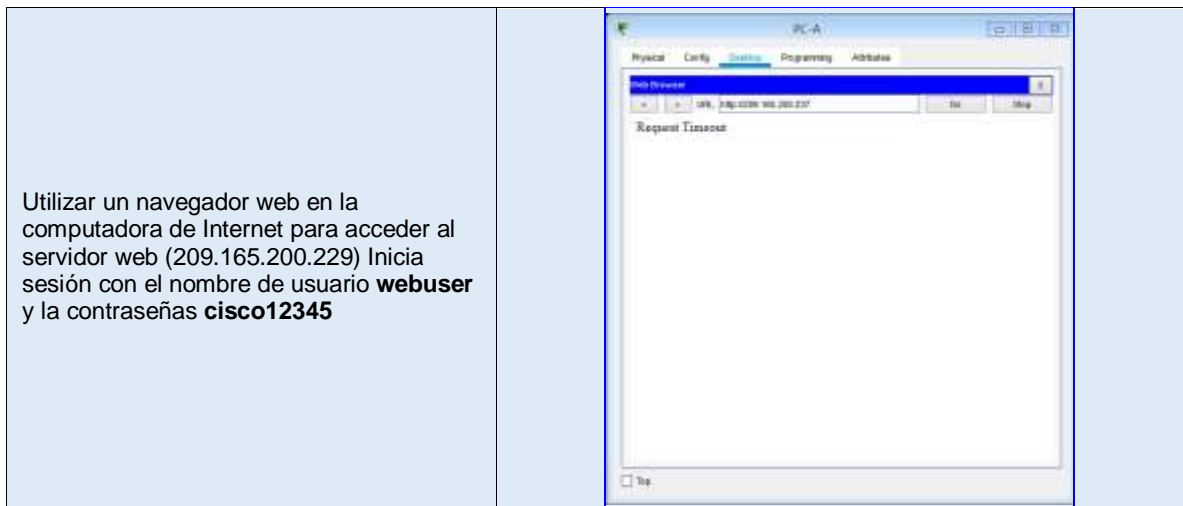 Utilizar un navegador web en la
computadora de Internet para acceder al
servidor web (209.165.200.229) Inicia
sesión con el nombre de usuario webuser
y la contraseñas cisco12345
PC-A
Physical Config Desktop Programming Attributes
Web Browser X
< > URL Go Stop
Request Timeout
Top